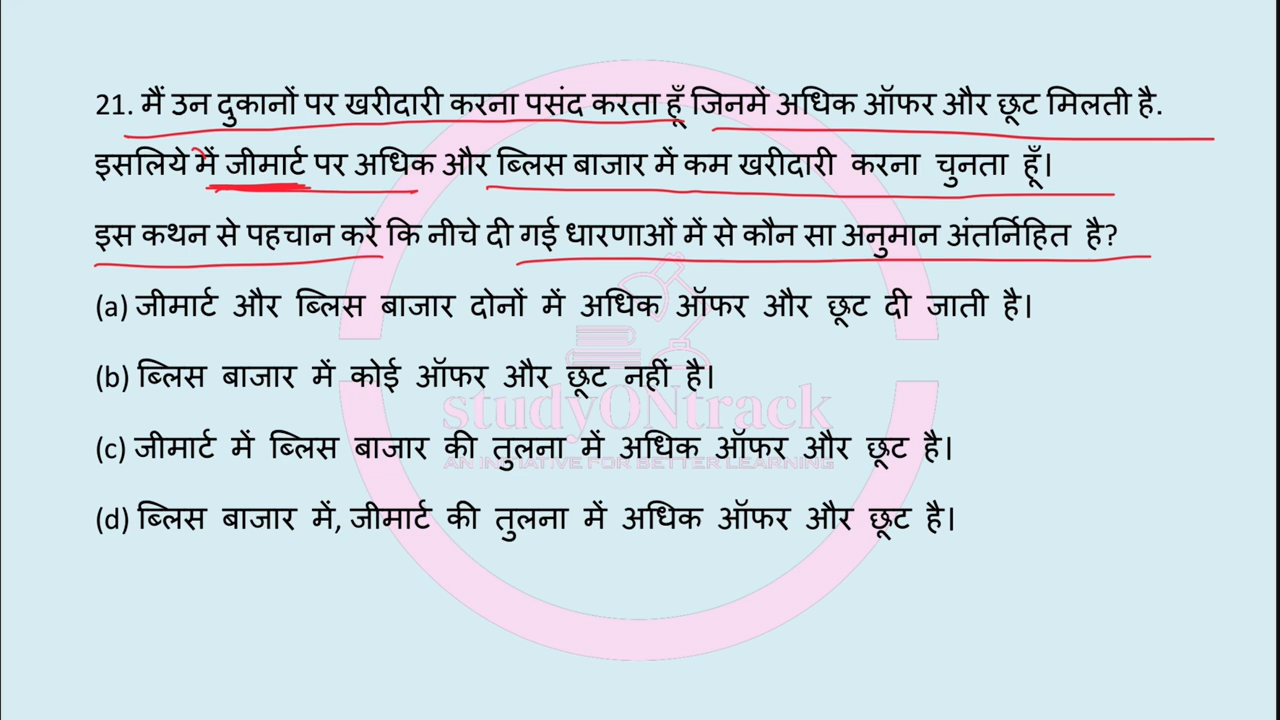 21. मैं उन दुकानों पर खरीदारी करना पसंद करता हूँ जिनमें अधिक ऑफर और छूट मिलती है.
इसलिये में जीमार्ट पर अधिक और ब्लिस बाजार में कम खरीदारी करना चुनता हूँ।
इस कथन से पहचान करें कि नीचे दी गई धारणाओं में से कौन सा अनुमान अंतर्निहित है?
(a) जीमार्ट और ब्लिस बाजार दोनों में अधिक ऑफर और छूट दी जाती है।
(b) ब्लिस बाजार में कोई ऑफर और छूट नहीं है।
studyONtrack
(c) जीमार्ट में ब्लिस बाजार की तुलना में अधिक ऑफर और छूट है।
AN INITIATIVE FOR BETTER LEARNING
(d) ब्लिस बाजार में, जीमार्ट की तुलना में अधिक ऑफर और छूट है।